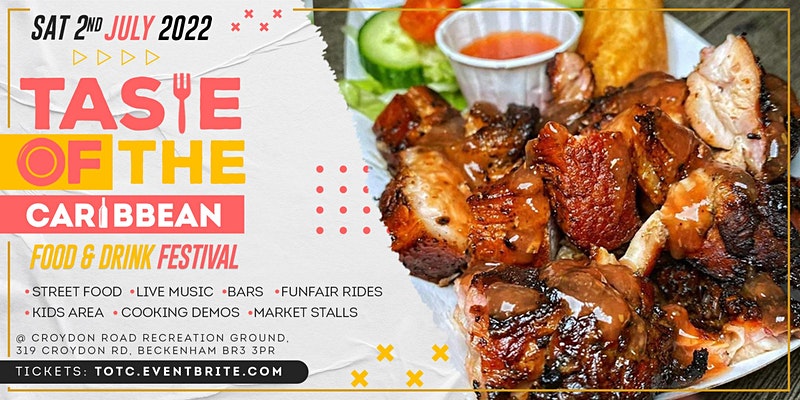 SAT 2ND JULY 2022
TASTE
OF THE
CARIBBEAN
FOOD & DRINK FESTIVAL
•STREET FOOD •LIVE MUSIC •BARS •FUNFAIR RIDES
•KIDS AREA •COOKING DEMOS •MARKET STALLS
@ CROYDON ROAD RECREATION GROUND,
319 CROYDON RD, BECKENHAM BR3 3PR
TICKETS: TOTC.EVENTBRITE.COM